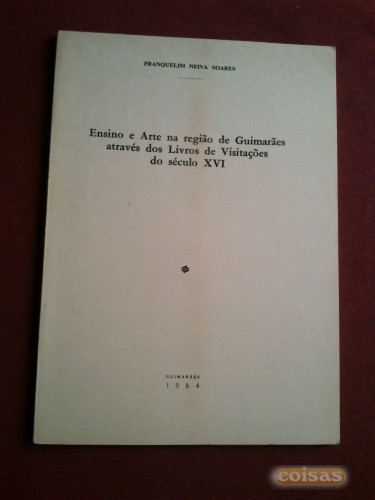 FRANQUELIM NEIVA SOARES
Ensino e Arte na região de Guimarães
através dos Livros de Visitações
do século XVI
GUIMARÃES
1984
coisas